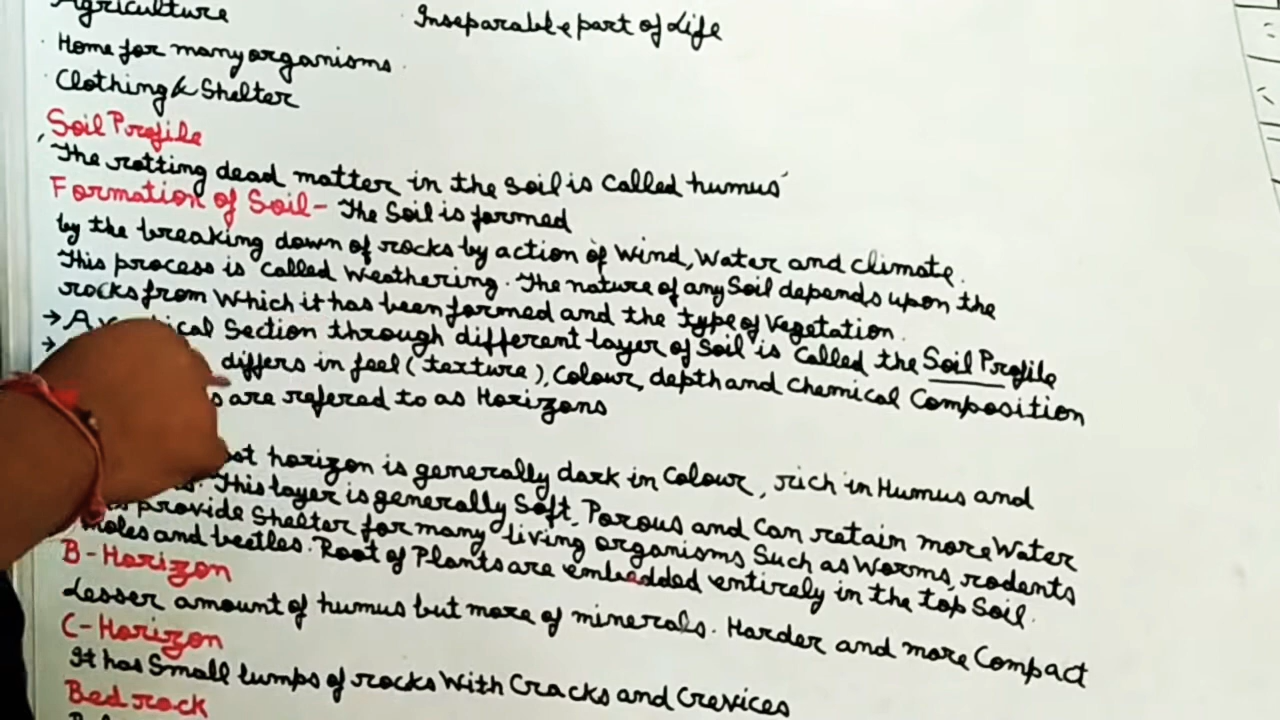 Agriculture Inseparable part of Life
Home for many organisms
Clothing & Shelter
Soil Profile
The rotting dead matter in the soil is called humus
Formation of Soil - The Soil is formed
by the breaking down of rocks by action of Wind, Water and climate.
This process is called Weathering. The nature of any Soil depends upon the
rocks from Which it has been formed and the type of Vegetation.
→ A Section through different layer of Soil is Called the Soil Profile
→ differs in feel (texture), Colour, depth and Chemical Composition
are refered to as Horizons
horizon is generally dark in Colour, rich in Humus and
This layer is generally Soft, Porous and Can retain more Water
provide Shelter for many living organisms Such as Worms, rodents
moles and beetles. Root of Plants are embedded entirely in the top Soil.
B-Horizon
Lesser amount of humus but more of minerals. Harder and more Compact
C-Horizon
It has Small lumps of rocks With Cracks and Crevices
Bed rock